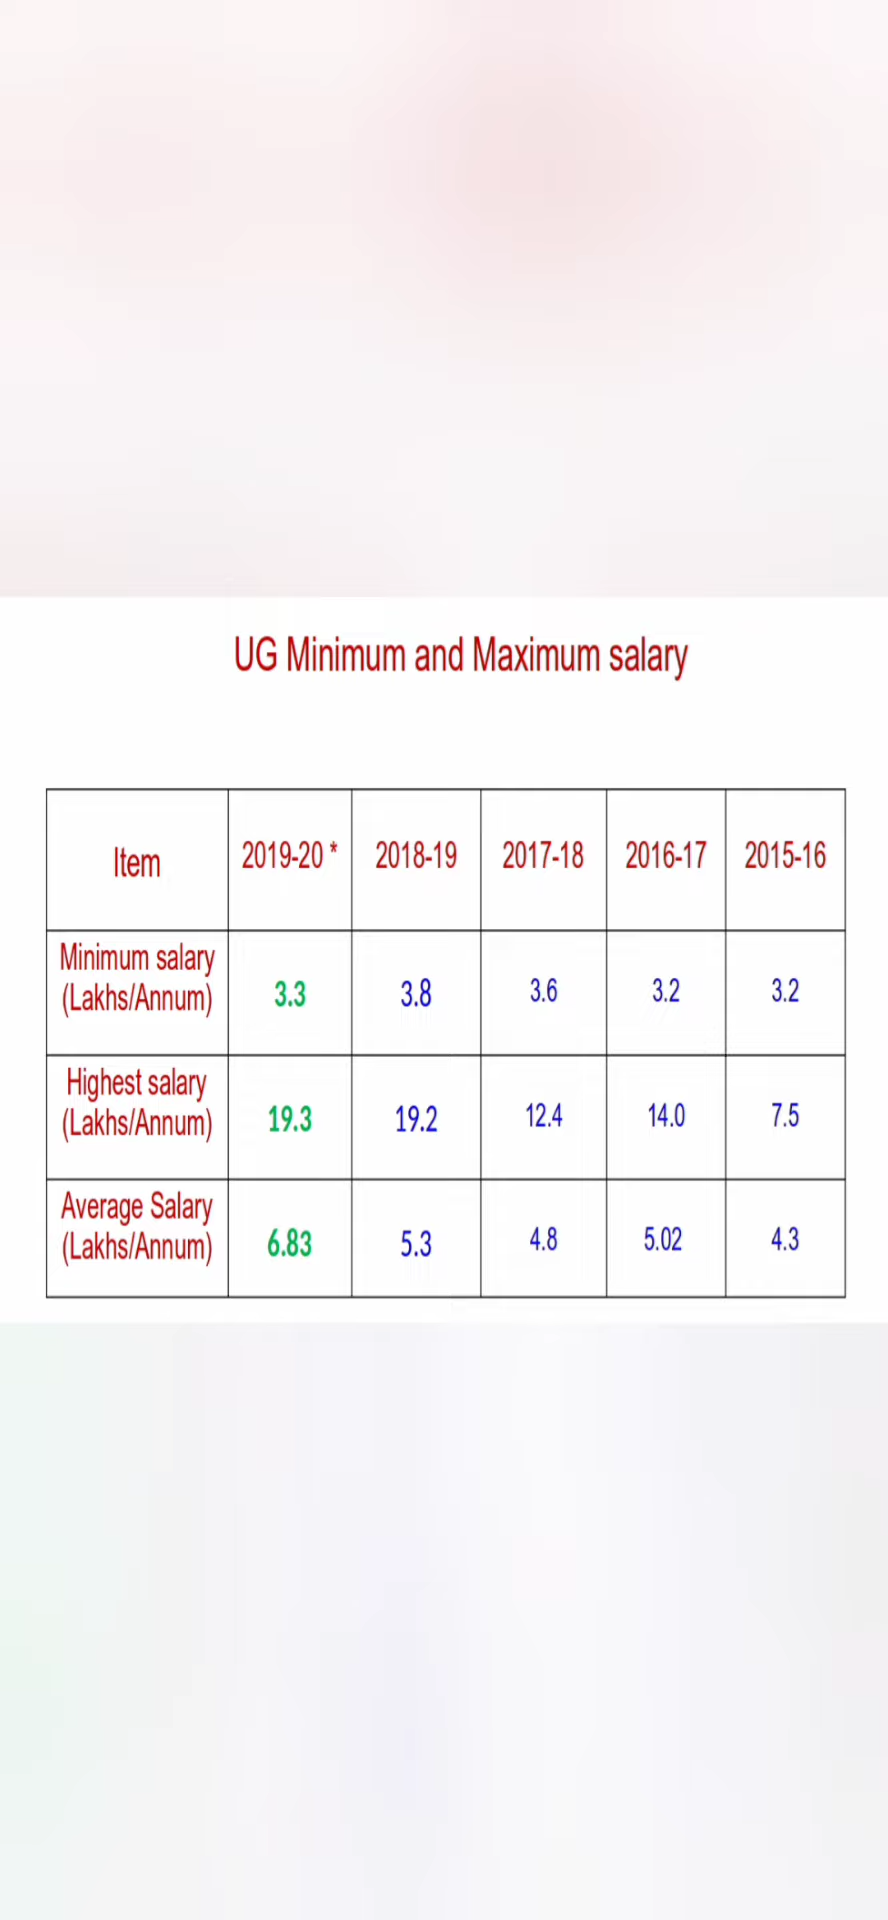 UG Minimum and Maximum salary
Item 2019-20 * 2018-19 2017-18 2016-17 2015-16
Minimum salary
(Lakhs/Annum) 3.3 3.8 3.6 3.2 3.2
Highest salary
(Lakhs/Annum) 19.3 19.2 12.4 14.0 7.5
Average Salary
(Lakhs/Annum) 6.83 5.3 4.8 5.02 4.3